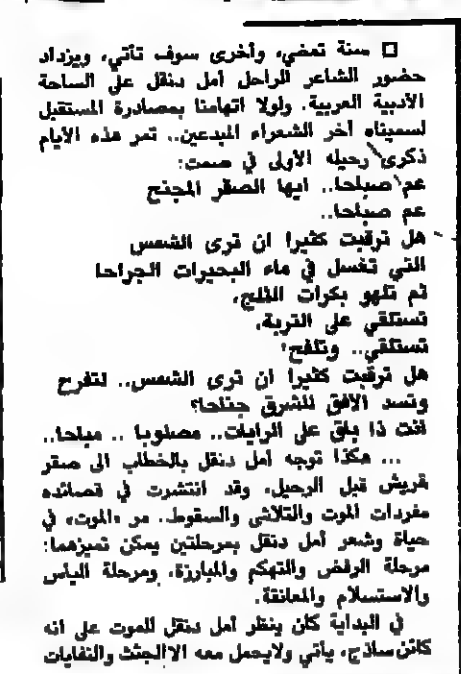 □ سنة تمضي، وأخرى سوف تأتي، ويزداد
حضور الشاعر الراحل أمل دنقل على الساحة
الأدبية العربية. ولولا اتهامنا بمصادرة المستقبل
لسميناه آخر الشعراء المبدعين.. تمر هذه الأيام
ذكرى رحيله الأولى في صمت:
عم صباحا.. ايها الصقر المجنح
عم صباحا..
هل ترقبت كثيرا ان ترى الشمس
التي تغسل في ماء البحيرات الجراحا
ثم تلهو بكرات الثلج،
تستلقي على التربة،
تستلقي.. وتلفح؟
هل ترقبت كثيرا ان ترى الشمس.. لتفرح
وتسد الافق للشرق جناحا؟
انت ذا باق على الرايات.. مصلوبا .. مباحا..
... هكذا توجه أمل دنقل بالخطاب الى صقر
قريش قبل الرحيل، وقد انتشرت في قصائده
مفردات الموت والتلاشي والسقوط.. مر «الموت» في
حياة وشعر أمل دنقل بمرحلتين يمكن تميزهما:
مرحلة الرفض والتهكم والمبارزة، ومرحلة اليأس
والاستسلام والمعانقة.
في البداية كان ينظر أمل دنقل للموت على انه
كائن ساذج، يأتي ولايحمل معه الا الجثث والنفايات